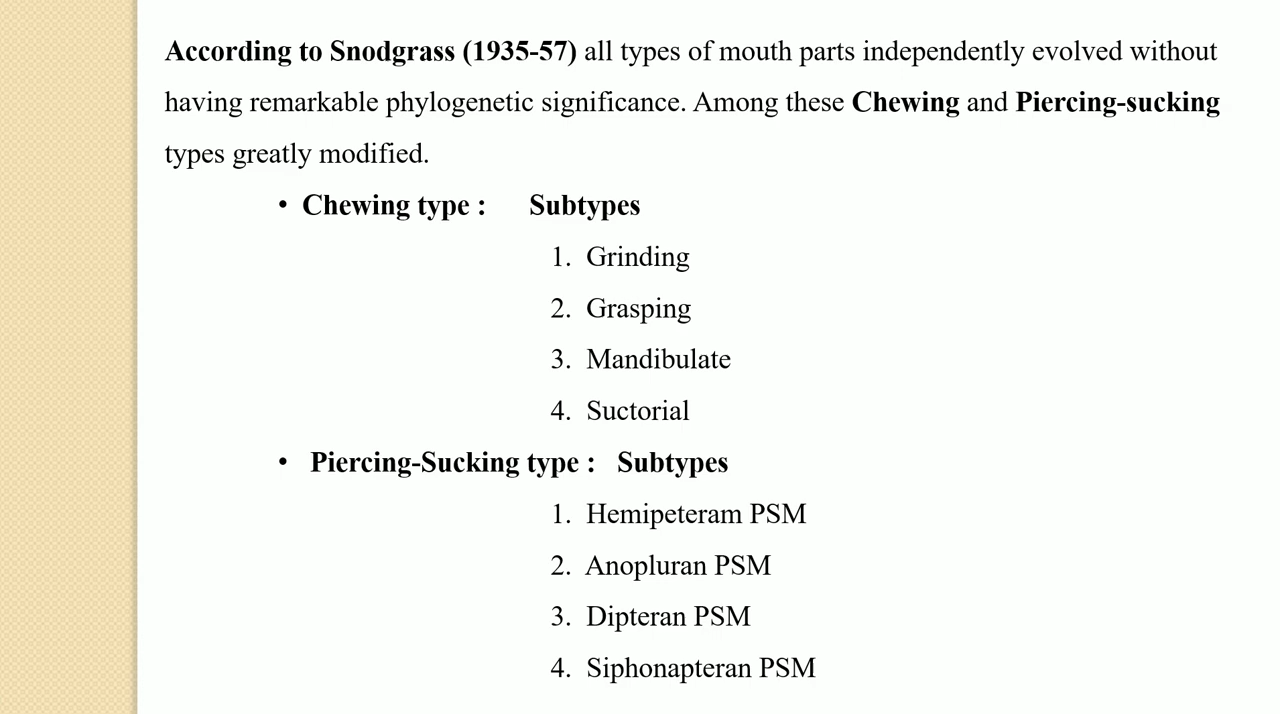 According to Snodgrass (1935-57) all types of mouth parts independently evolved without
having remarkable phylogenetic significance. Among these Chewing and Piercing-sucking
types greatly modified.
• Chewing type : Subtypes
1. Grinding
2. Grasping
3. Mandibulate
4. Suctorial
• Piercing-Sucking type : Subtypes
1. Hemipeteram PSM
2. Anopluran PSM
3. Dipteran PSM
4. Siphonapteran PSM